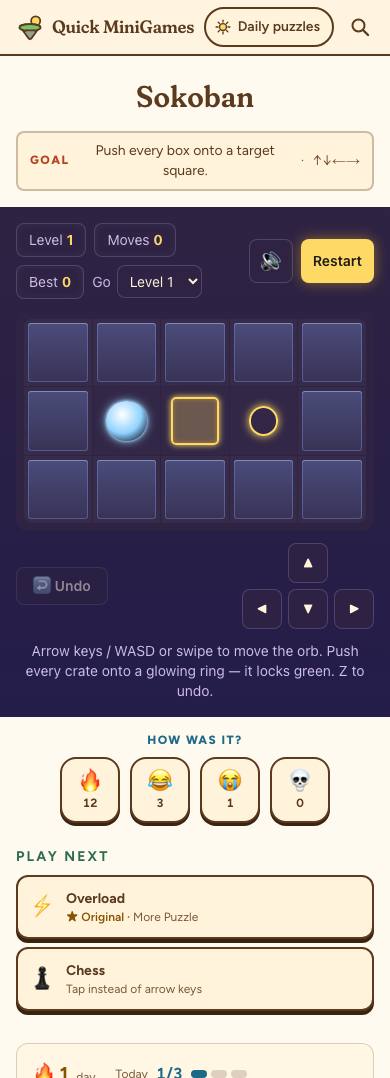 Quick MiniGames
Daily puzzles
Sokoban
GOAL
Push every box onto a target
square.
· ↑↓←→
Level 1
Moves 0
Best 0
Go
Level 1
Restart
Undo
Arrow keys / WASD or swipe to move the orb. Push
every crate onto a glowing ring — it locks green. Z to
undo.
HOW WAS IT?
12
3
1
0
PLAY NEXT
Overload
★ Original · More Puzzle
Chess
Tap instead of arrow keys
1 day
Today 1/3